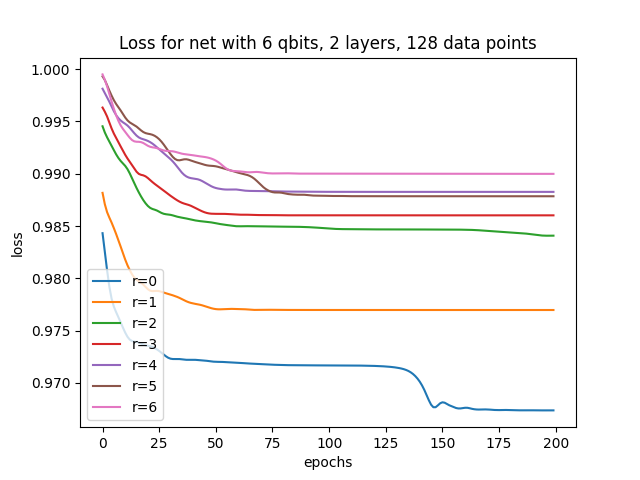 Loss for net with 6 qbits, 2 layers, 128 data points
1.000
0.995
0.990
0.985
0.980
0.975
0.970
loss
r=0
r=1
r=2
r=3
r=4
r=5
r=6
0 25 50 75 100 125 150 175 200
epochs